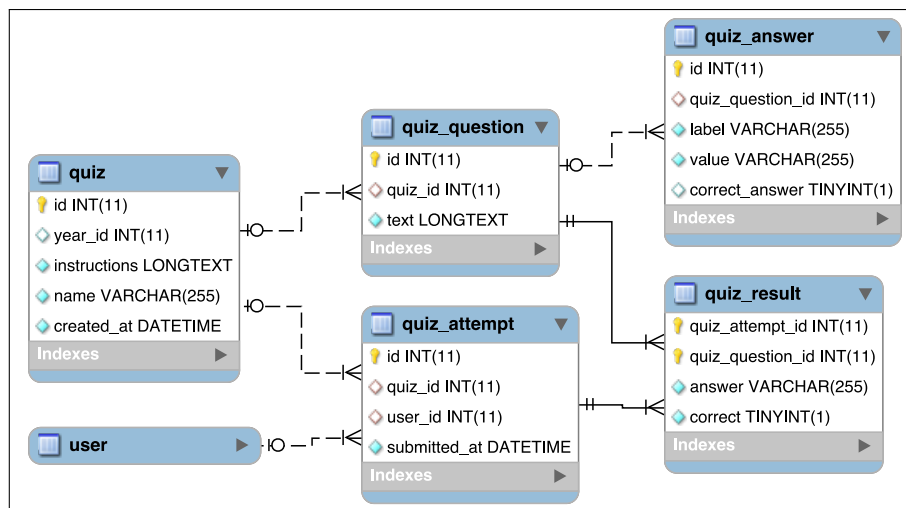 quiz
id INT(11)
year_id INT(11)
instructions LONGTEXT
name VARCHAR(255)
created_at DATETIME
Indexes
user
quiz_question
id INT(11)
quiz_id INT(11)
text LONGTEXT
Indexes
quiz_attempt
id INT(11)
quiz_id INT(11)
user_id INT(11)
submitted_at DATETIME
Indexes
quiz_answer
id INT(11)
quiz_question_id INT(11)
label VARCHAR(255)
value VARCHAR(255)
correct_answer TINYINT(1)
Indexes
quiz_result
quiz_attempt_id INT(11)
quiz_question_id INT(11)
answer VARCHAR(255)
correct TINYINT(1)
Indexes